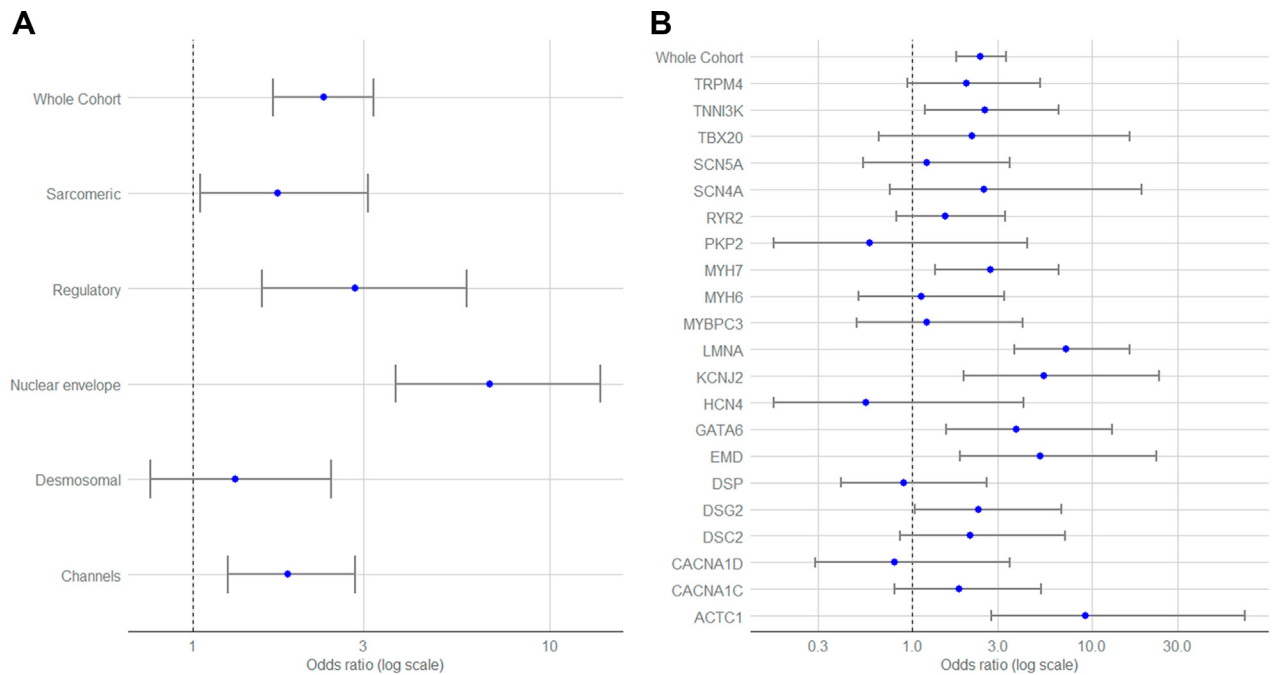 A
Whole Cohort
Sarcomeric
Regulatory
Nuclear envelope
Desmosomal
Channels
1
3
10
Odds ratio (log scale)
B
Whole Cohort
TRPM4
TNNI3K
TBX20
SCN5A
SCN4A
RYR2
PKP2
MYH7
MYH6
MYBPC3
LMNA
KCNJ2
HCN4
GATA6
EMD
DSP
DSG2
DSC2
CACNA1D
CACNA1C
ACTC1
0.3
1.0
3.0
10.0
30.0
Odds ratio (log scale)